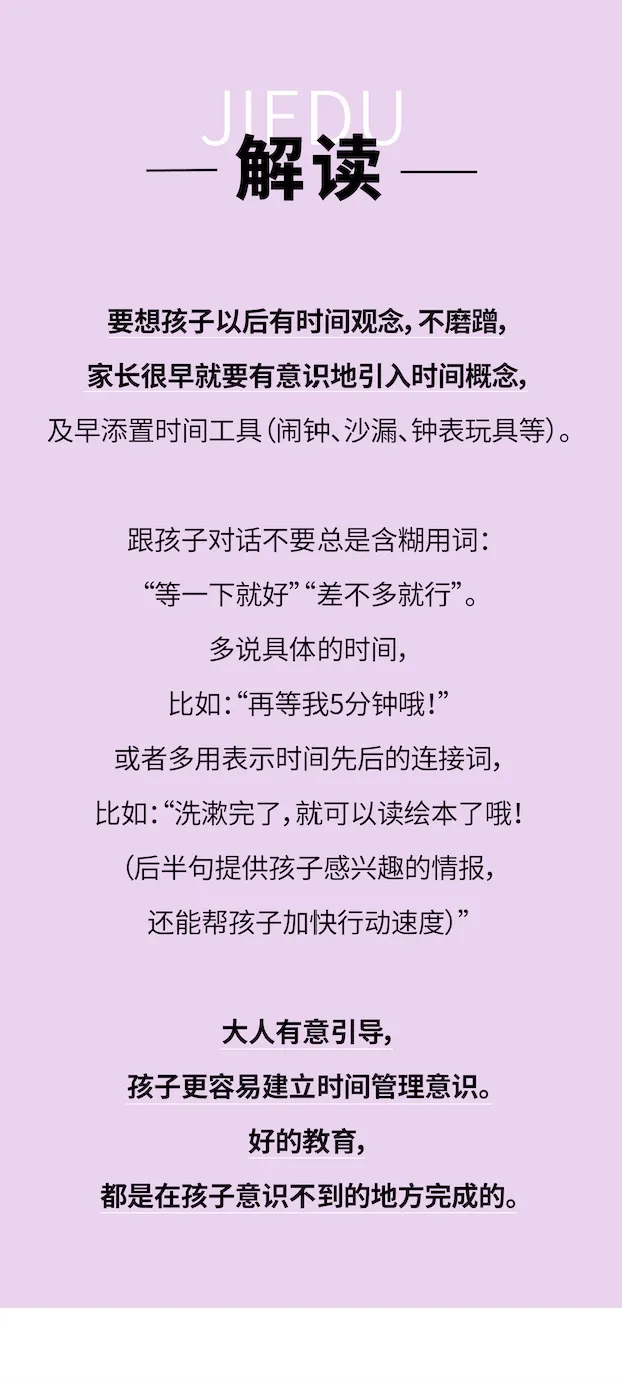 JIEDU
解读
要想孩子以后有时间观念，不磨蹭，
家长很早就要有意识地引入时间概念，
及早添置时间工具（闹钟、沙漏、钟表玩具等）。
跟孩子对话不要总是含糊用词：
“等一下就好”“差不多就行”。
多说具体的时间，
比如：“再等我5分钟哦！”
或者多用表示时间先后的连接词，
比如：“洗漱完了，就可以读绘本了哦！
（后半句提供孩子感兴趣的情报，
还能帮孩子加快行动速度）”
大人有意引导，
孩子更容易建立时间管理意识。
好的教育，
都是在孩子意识不到的地方完成的。